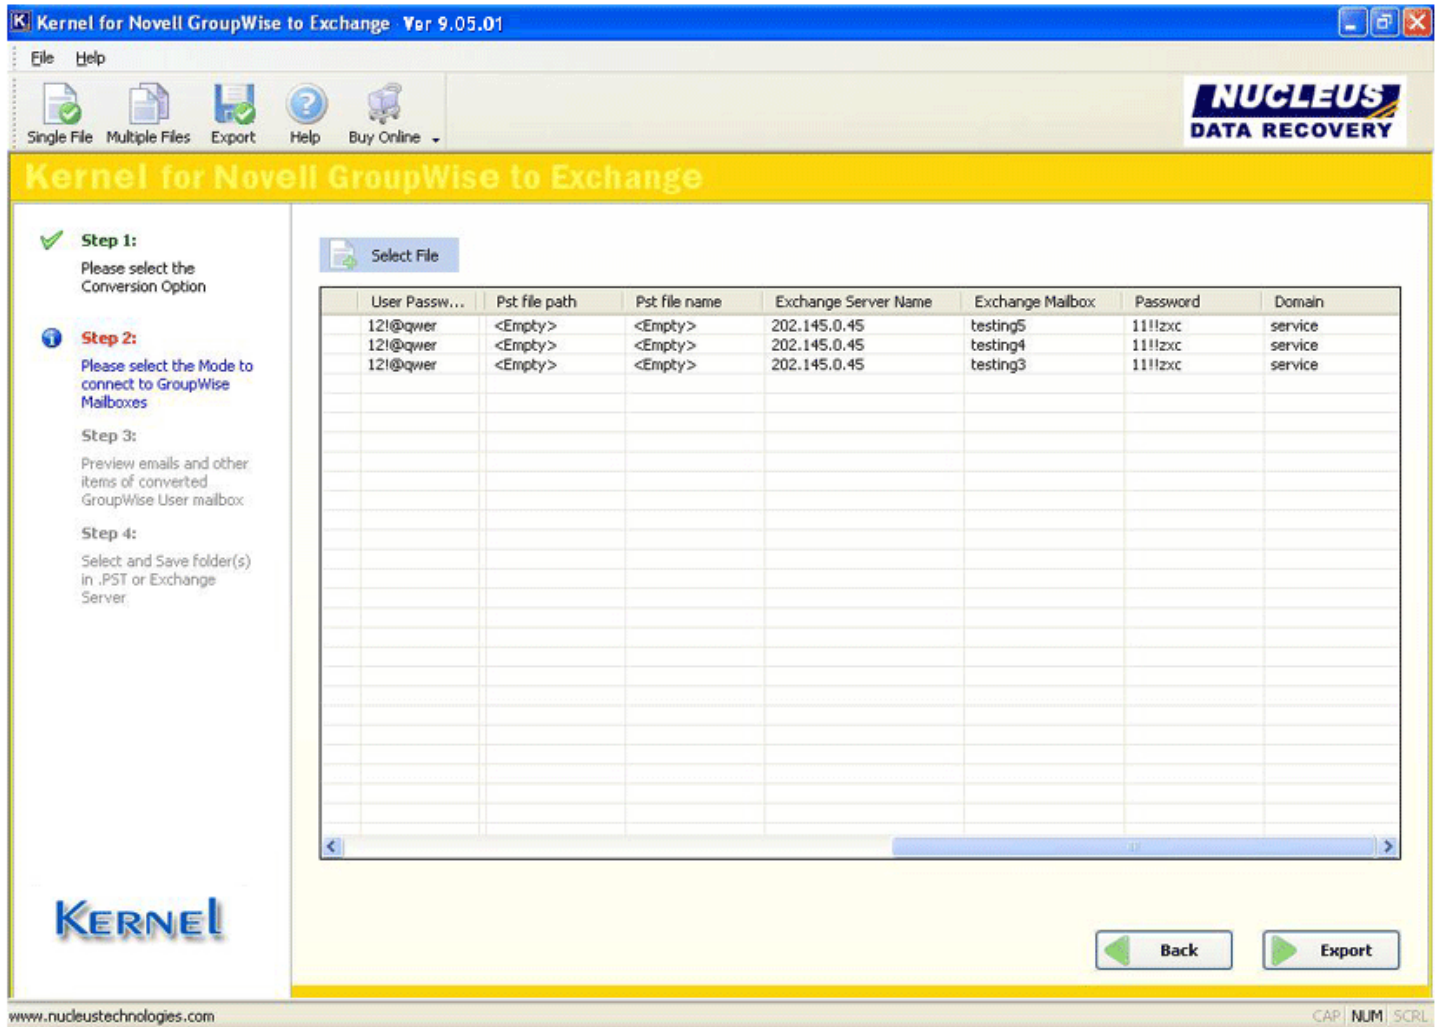 Kernel for Novell GroupWise to Exchange Ver 9.05.01
File Help
Single File Multiple Files Export Help Buy Online
NUCLEUS
DATA RECOVERY
Kernel for Novell GroupWise to Exchange
Step 1:
Please select the
Conversion Option
Step 2:
Please select the Mode to
connect to GroupWise
Mailboxes
Step 3:
Preview emails and other
items of converted
GroupWise User mailbox
Step 4:
Select and Save folder(s)
in .PST or Exchange
Server
KERNEL
Select File
User Passw... Pst file path Pst file name Exchange Server Name Exchange Mailbox Password Domain
12!@qwer <Empty> <Empty> 202.145.0.45 testing5 11!!zxc service
12!@qwer <Empty> <Empty> 202.145.0.45 testing4 11!!zxc service
12!@qwer <Empty> <Empty> 202.145.0.45 testing3 11!!zxc service
Back Export
www.nucleustechnologies.com CAP NUM SCRL